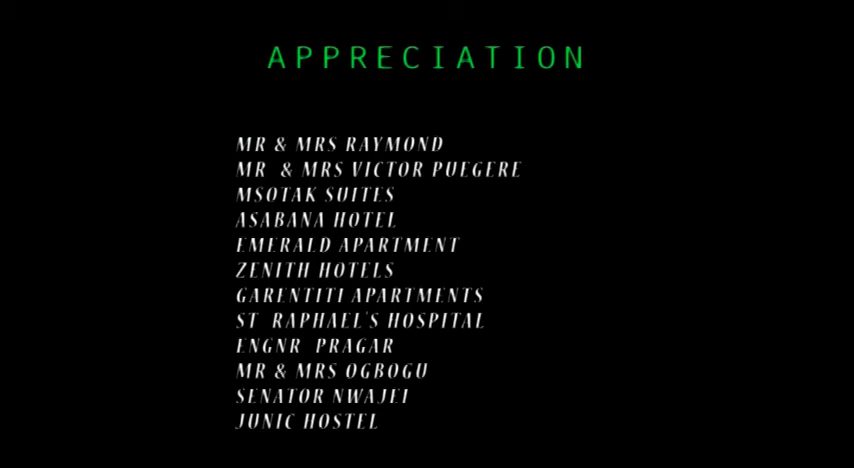 APPRECIATION
MR & MRS RAYMOND
MR & MRS VICTOR PUEGERE
MSOTAK SUITES
ASABANA HOTEL
EMERALD APARTMENT
ZENITH HOTELS
GARENTITI APARTMENTS
ST RAPHAEL'S HOSPITAL
ENGNR PRAGAR
MR & MRS OGBOGU
SENATOR NWAJEI
JUNIC HOSTEL